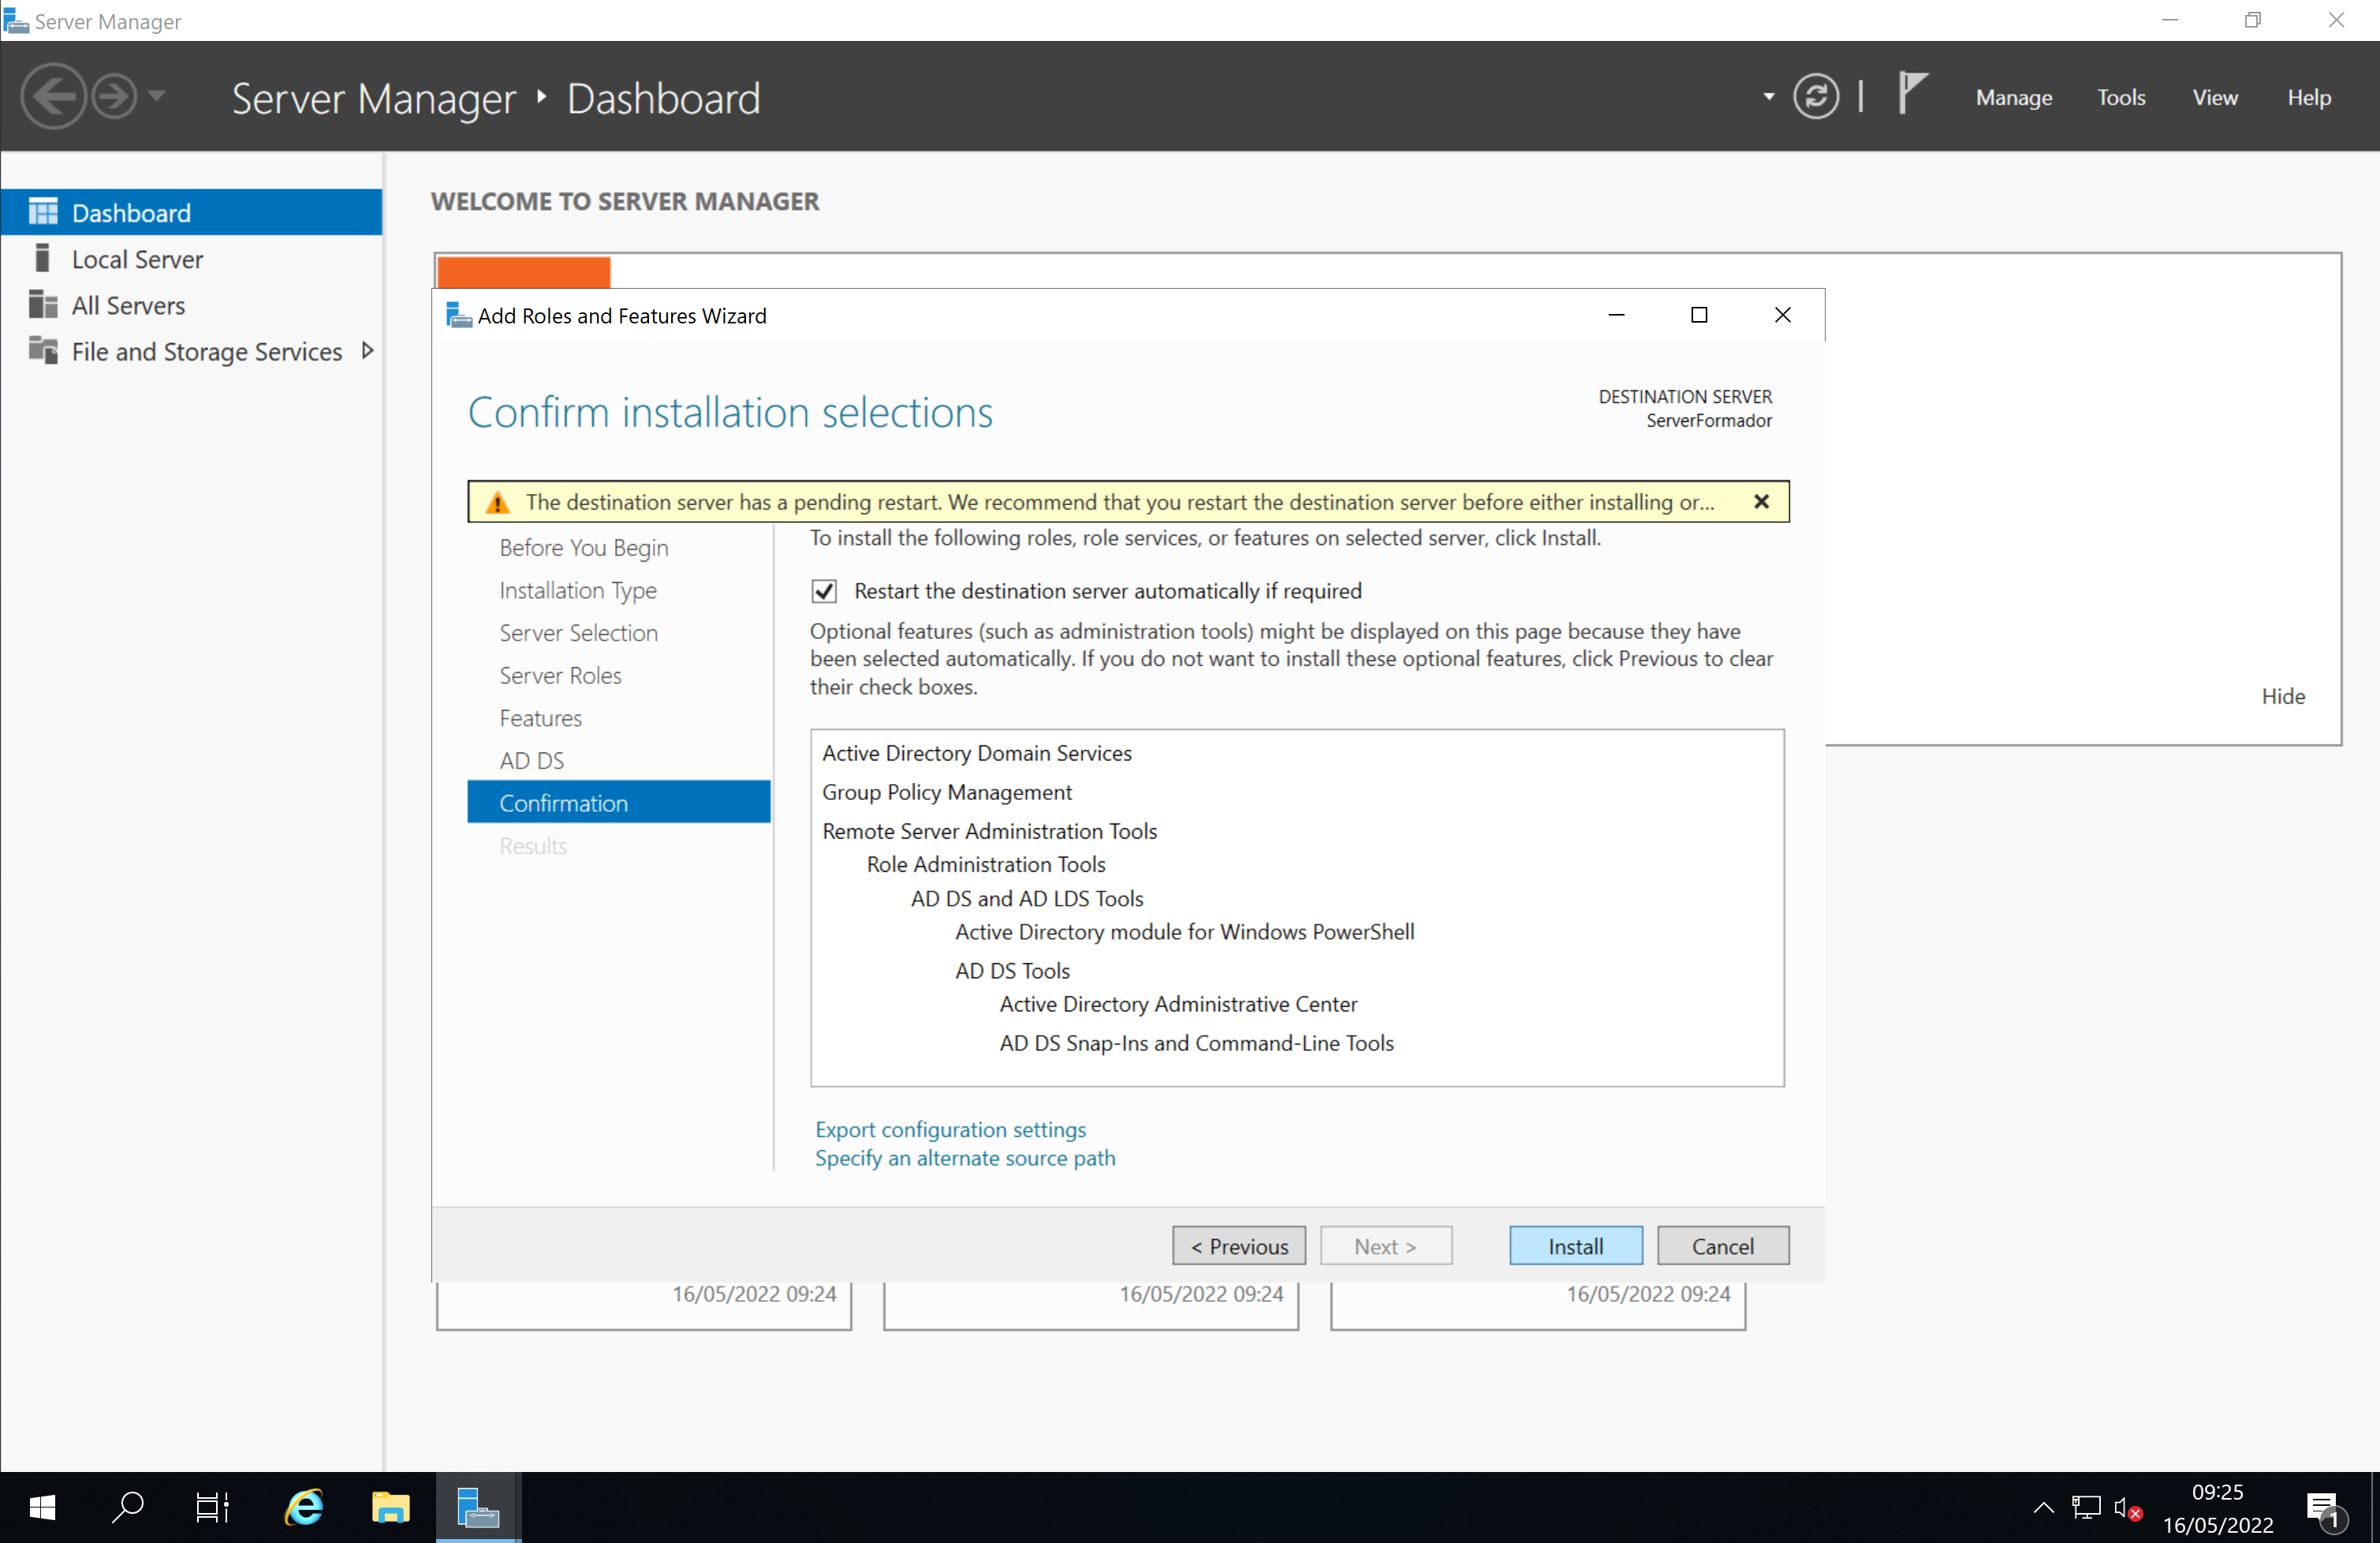 Server Manager
Server Manager Dashboard
Manage Tools View Help
Dashboard
Local Server
All Servers
File and Storage Services
WELCOME TO SERVER MANAGER
Add Roles and Features Wizard
Confirm installation selections
DESTINATION SERVER
ServerFormador
The destination server has a pending restart. We recommend that you restart the destination server before either installing or...
Before You Begin
Installation Type
Server Selection
Server Roles
Features
AD DS
Confirmation
Results
To install the following roles, role services, or features on selected server, click Install.
Restart the destination server automatically if required
Optional features (such as administration tools) might be displayed on this page because they have
been selected automatically. If you do not want to install these optional features, click Previous to clear
their check boxes.
Active Directory Domain Services
Group Policy Management
Remote Server Administration Tools
Role Administration Tools
AD DS and AD LDS Tools
Active Directory module for Windows PowerShell
AD DS Tools
Active Directory Administrative Center
AD DS Snap-Ins and Command-Line Tools
Export configuration settings
Specify an alternate source path
< Previous Next > Install Cancel
Hide
16/05/2022 09:24 16/05/2022 09:24 16/05/2022 09:24
09:25
16/05/2022
1